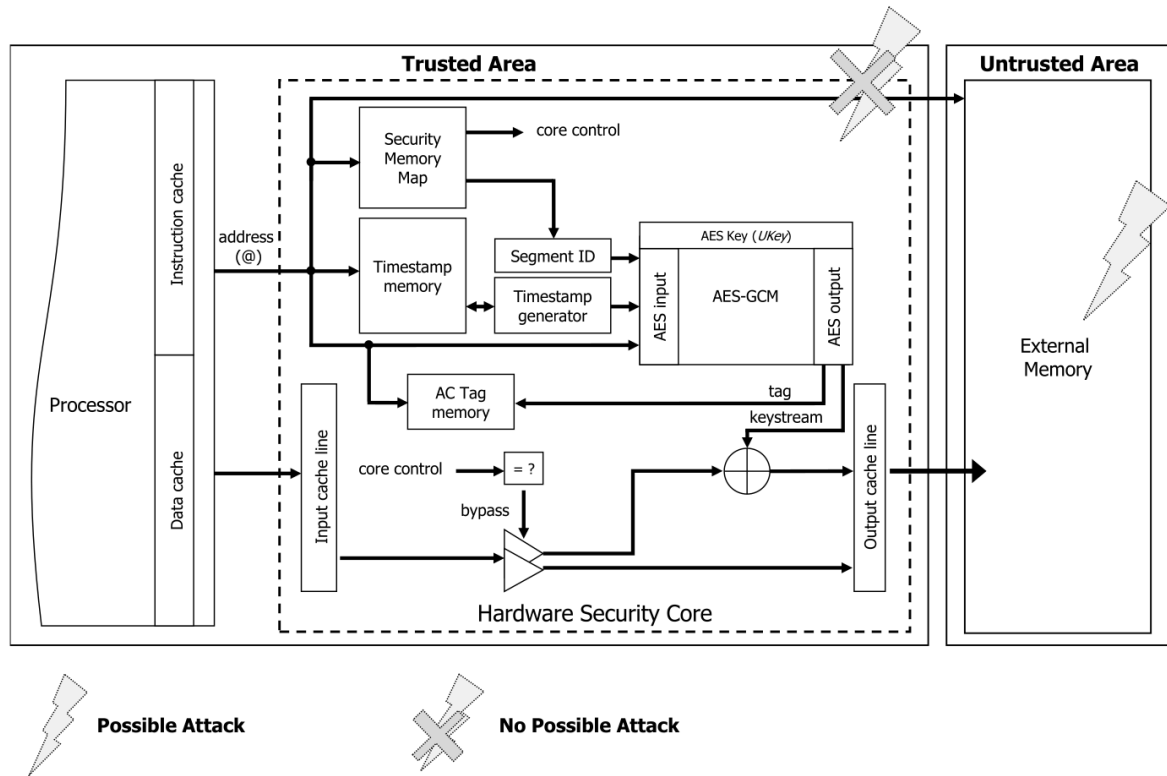 Trusted Area
Untrusted Area
Processor
Instruction cache
Data cache
address
(@)
Security
Memory
Map
core control
Timestamp
memory
Segment ID
Timestamp
generator
AES Key (UKey)
AES input
AES-GCM
AES output
External
Memory
AC Tag
memory
tag
keystream
Input cache line
core control
= ?
bypass
Output cache line
Hardware Security Core
Possible Attack
No Possible Attack